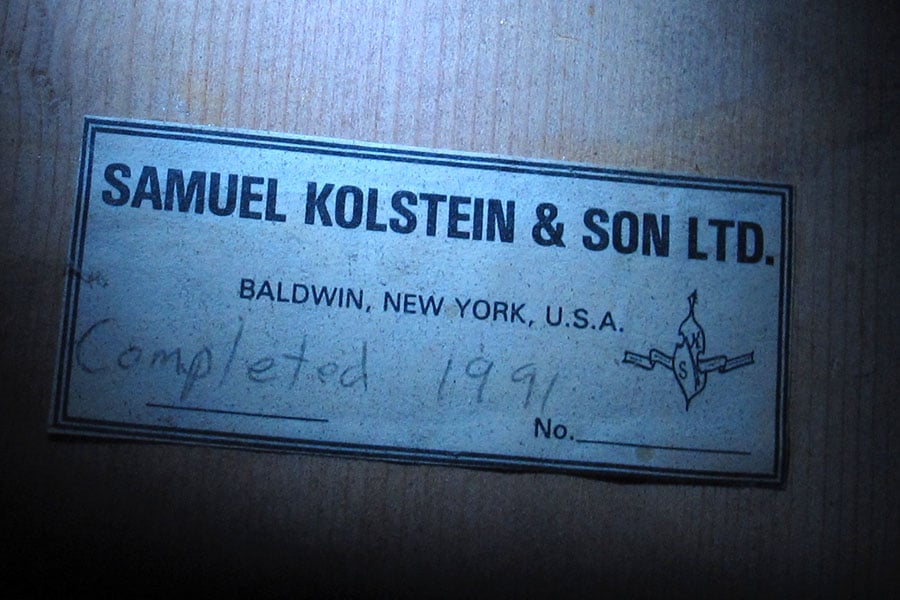 SAMUEL KOLSTEIN & SON LTD.
BALDWIN, NEW YORK, U.S.A.
Completed 1991
K
S
No.